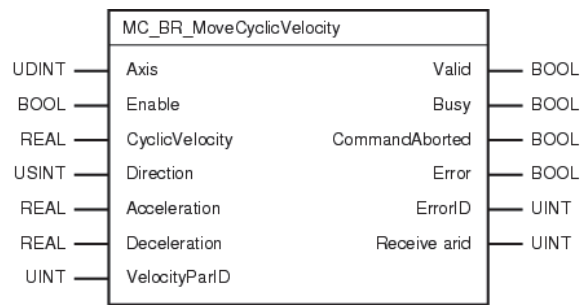 MC_BR_MoveCyclicVelocity
UDINT Axis Valid BOOL
BOOL Enable Busy BOOL
REAL CyclicVelocity CommandAborted BOOL
USINT Direction Error BOOL
REAL Acceleration ErrorID UINT
REAL Deceleration Receive arid UINT
UINT VelocityParID